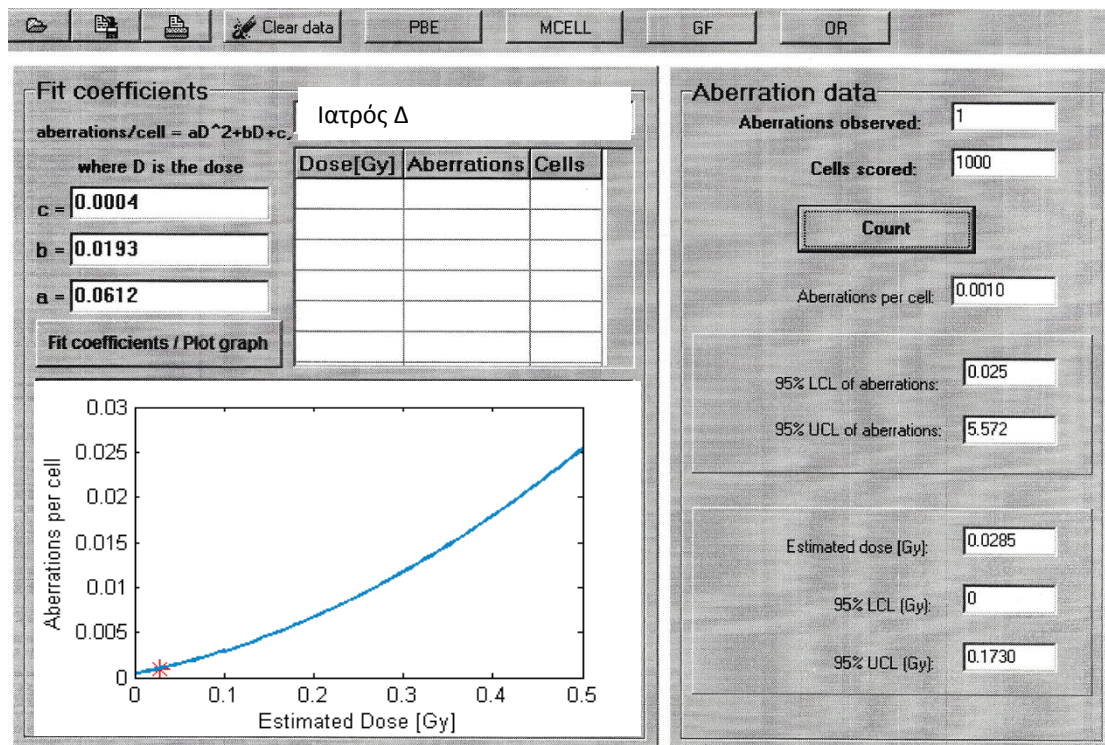 Clear data PBE MCELL GF OR
Fit coefficients
Ιατρός Δ
aberrations/cell = aD^2+bD+c,
where D is the dose
c = 0.0004
b = 0.0193
a = 0.0612
Fit coefficients / Plot graph
Dose[Gy] Aberrations Cells
0.03
0.025
0.02
0.015
0.01
0.005
0
0 0.1 0.2 0.3 0.4 0.5
Aberrations per cell
Estimated Dose [Gy]
Aberration data
Aberrations observed: 1
Cells scored: 1000
Count
Aberrations per cell: 0.0010
95% LCL of aberrations: 0.025
95% UCL of aberrations: 5.572
Estimated dose [Gy]: 0.0285
95% LCL (Gy): 0
95% UCL (Gy): 0.1730